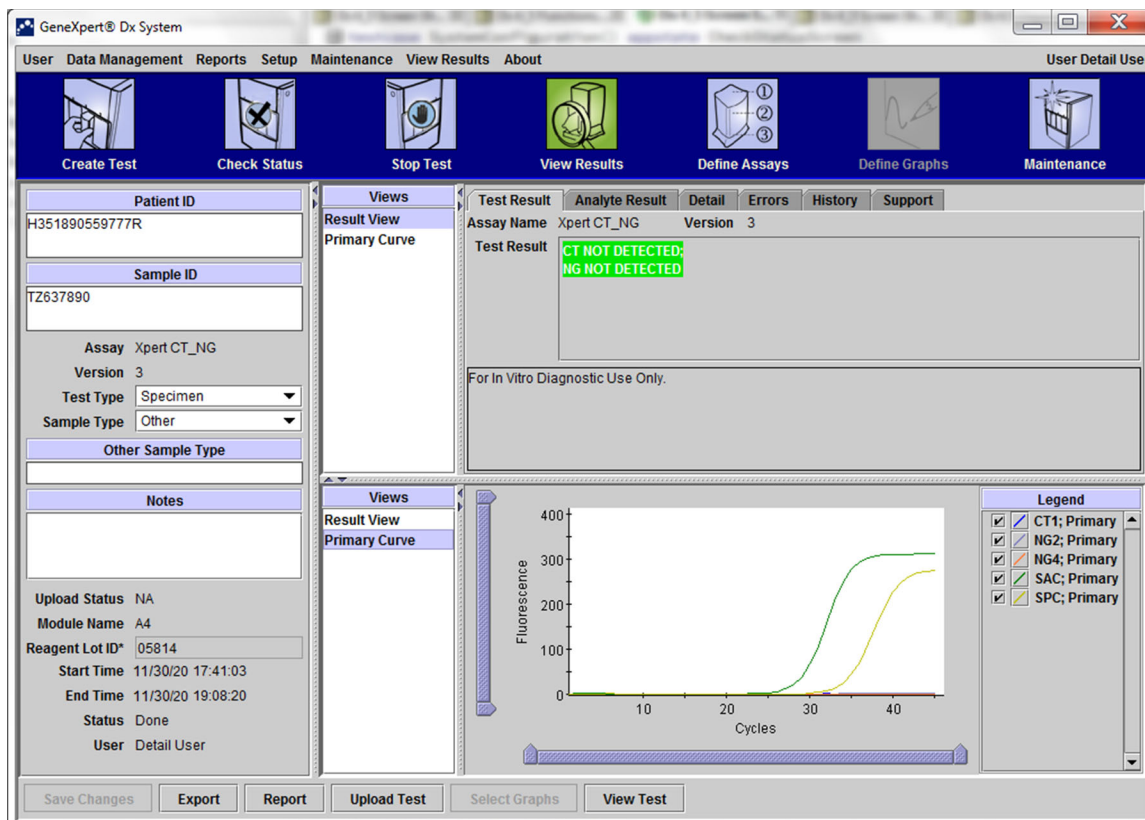 GeneXpert® Dx System
User Data Management Reports Setup Maintenance View Results About User Detail Use
Create Test Check Status Stop Test View Results Define Assays Define Graphs Maintenance
Patient ID
H351890559777R
Sample ID
TZ637890
Assay Xpert CT_NG
Version 3
Test Type Specimen
Sample Type Other
Other Sample Type
Notes
Upload Status NA
Module Name A4
Reagent Lot ID* 05814
Start Time 11/30/20 17:41:03
End Time 11/30/20 19:08:20
Status Done
User Detail User
Views
Result View
Primary Curve
Test Result Analyte Result Detail Errors History Support
Assay Name Xpert CT_NG Version 3
Test Result CT NOT DETECTED;
NG NOT DETECTED
For In Vitro Diagnostic Use Only.
Views
Result View
Primary Curve
400
300
200
100
0
Fluorescence
10 20 30 40
Cycles
Legend
CT1; Primary
NG2; Primary
NG4; Primary
SAC; Primary
SPC; Primary
Save Changes Export Report Upload Test Select Graphs View Test